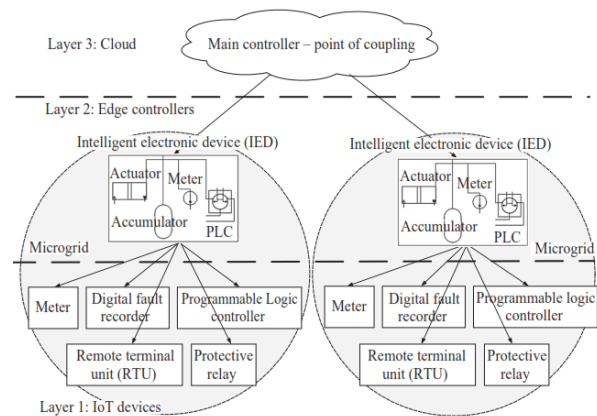 Layer 3: Cloud
Main controller – point of coupling
Layer 2: Edge controllers
Intelligent electronic device (IED)
Intelligent electronic device (IED)
Actuator
Meter
Accumulator
PLC
Actuator
Meter
Accumulator
PLC
Microgrid
Microgrid
Meter
Digital fault
recorder
Programmable Logic
controller
Meter
Digital fault
recorder
Programmable logic
controller
Remote terminal
unit (RTU)
Protective
relay
Remote terminal
unit (RTU)
Protective
relay
Layer 1: IoT devices